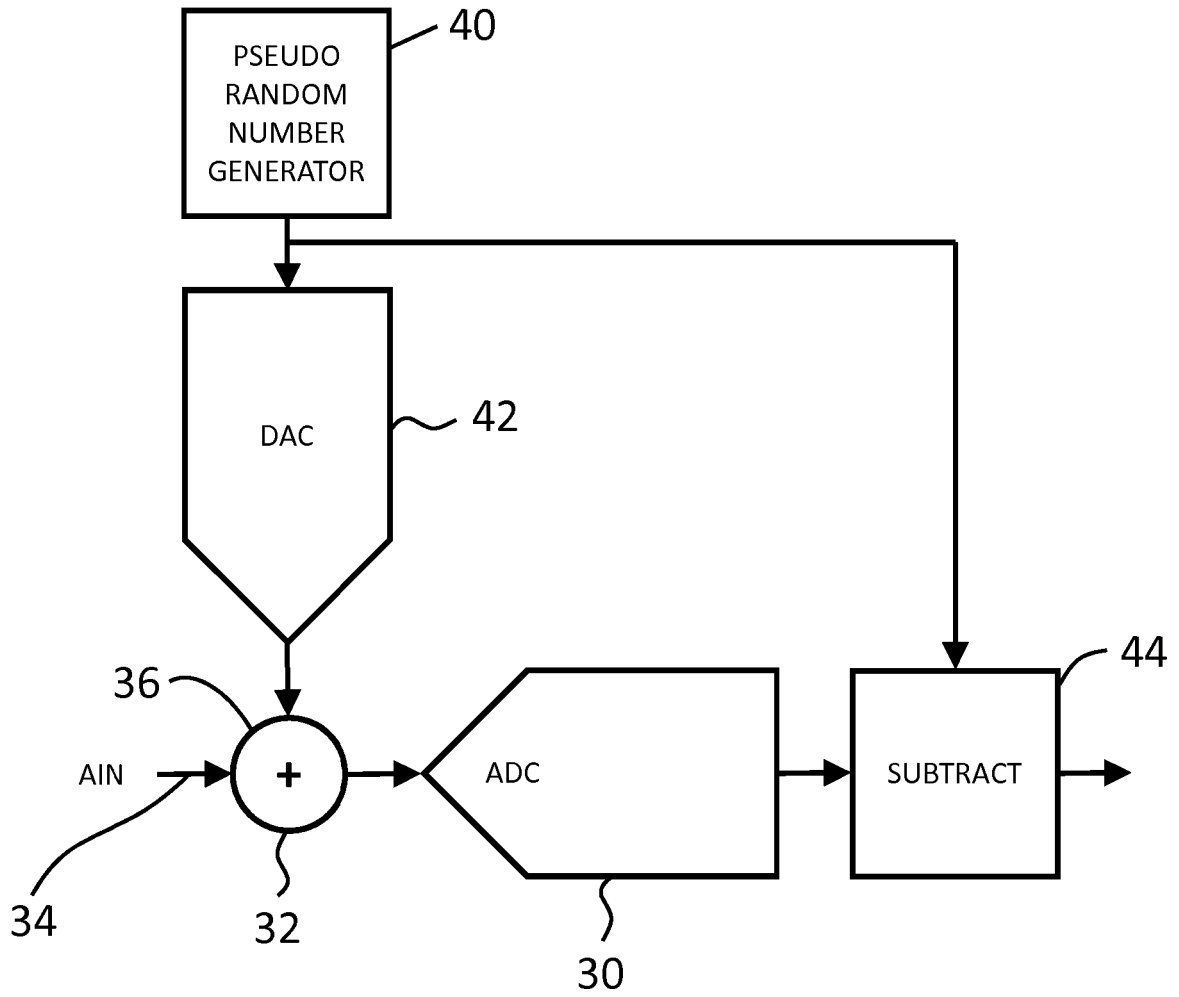 40
PSEUDO
RANDOM
NUMBER
GENERATOR
DAC
42
36
44
AIN
+
ADC
SUBTRACT
34
32
30